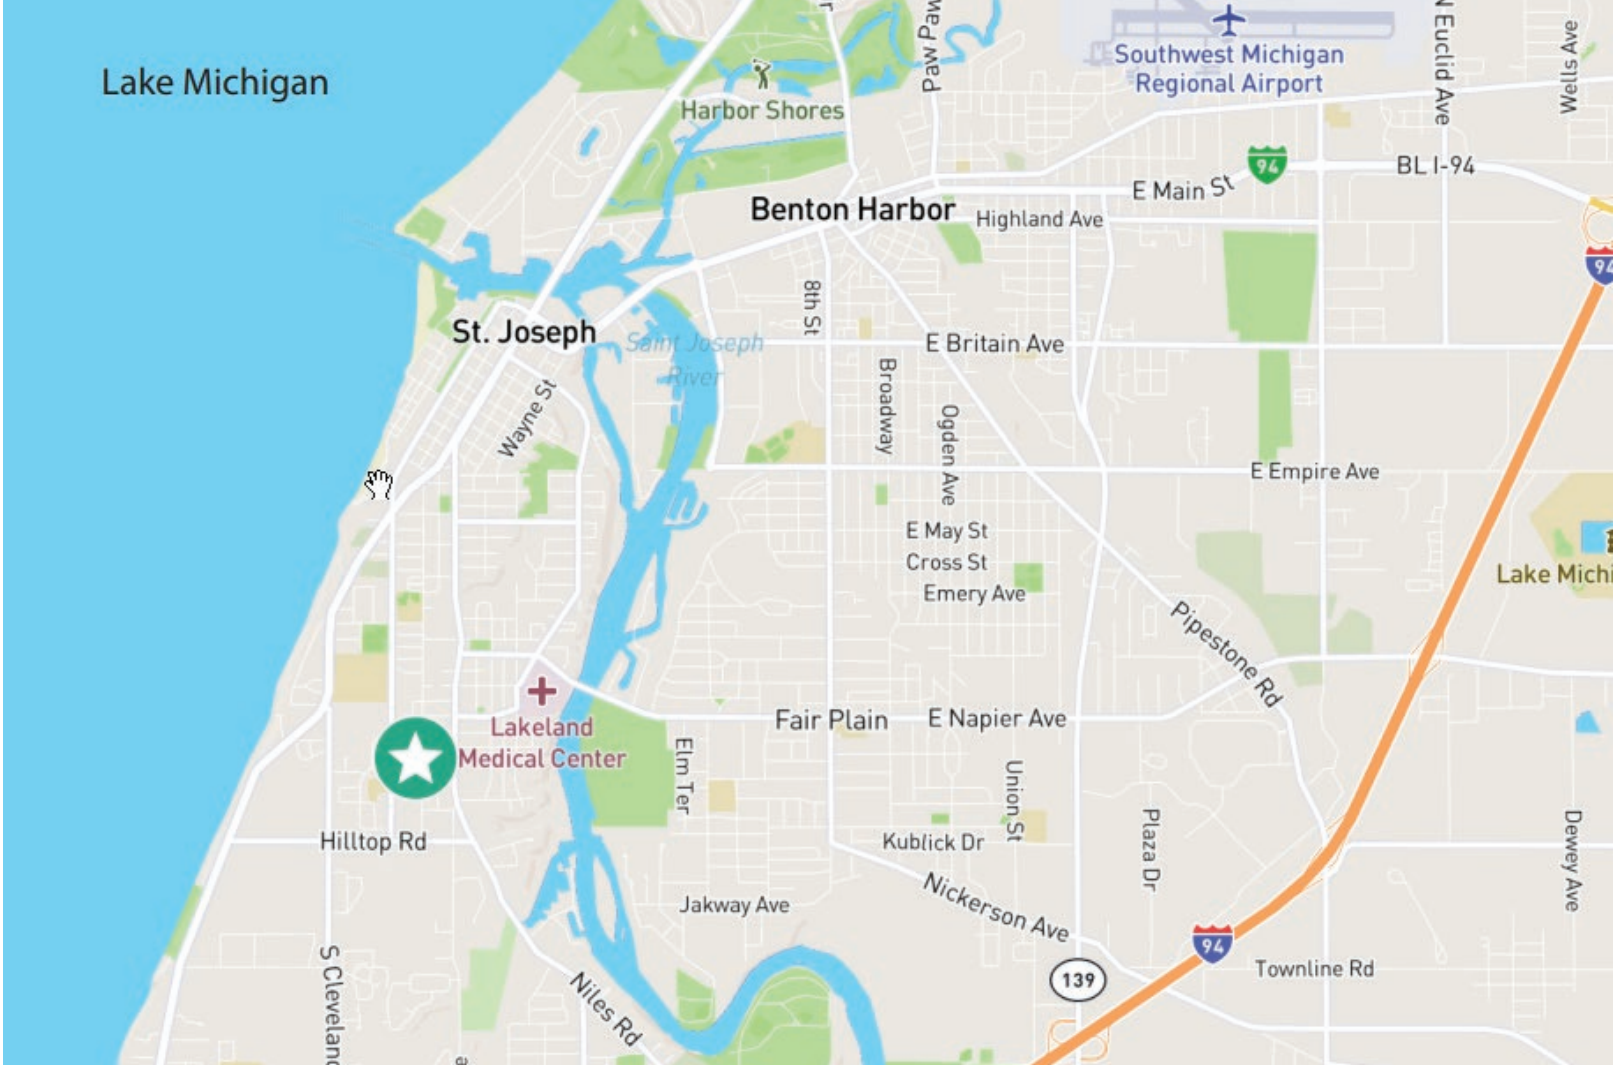 Lake Michigan
Harbor Shores
Paw Paw
Southwest Michigan
Regional Airport
N Euclid Ave
Wells Ave
94
BL I-94
E Main St
Benton Harbor
Highland Ave
94
8th St
St. Joseph
Saint Joseph
River
E Britain Ave
Wayne St
Broadway
Ogden Ave
E Empire Ave
E May St
Cross St
Emery Ave
Lake Michi
Pipestone Rd
Lakeland
Medical Center
Fair Plain
E Napier Ave
Elm Ter
Union St
Plaza Dr
Dewey Ave
Hilltop Rd
Kublick Dr
Jakway Ave
Nickerson Ave
94
139
Townline Rd
S Cleveland
Niles Rd